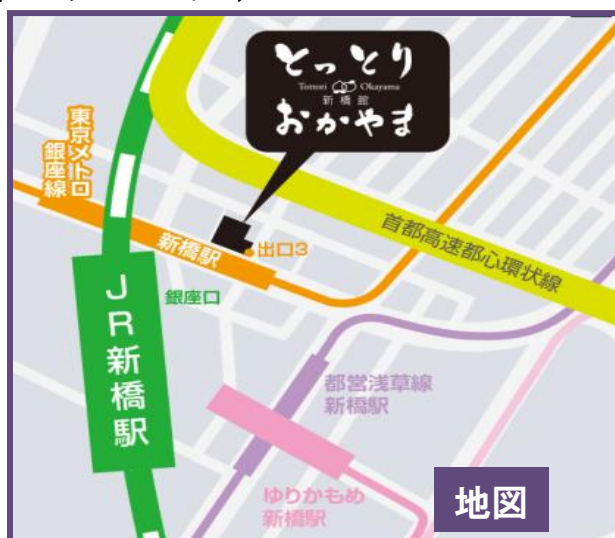 とっとり
Tottori Okayama
新橋館
おかやま
東京メトロ
銀座線
新橋駅
出口3
首都高速都心環状線
銀座口
JR新橋駅
都営浅草線
新橋駅
ゆりかもめ
新橋駅
地図